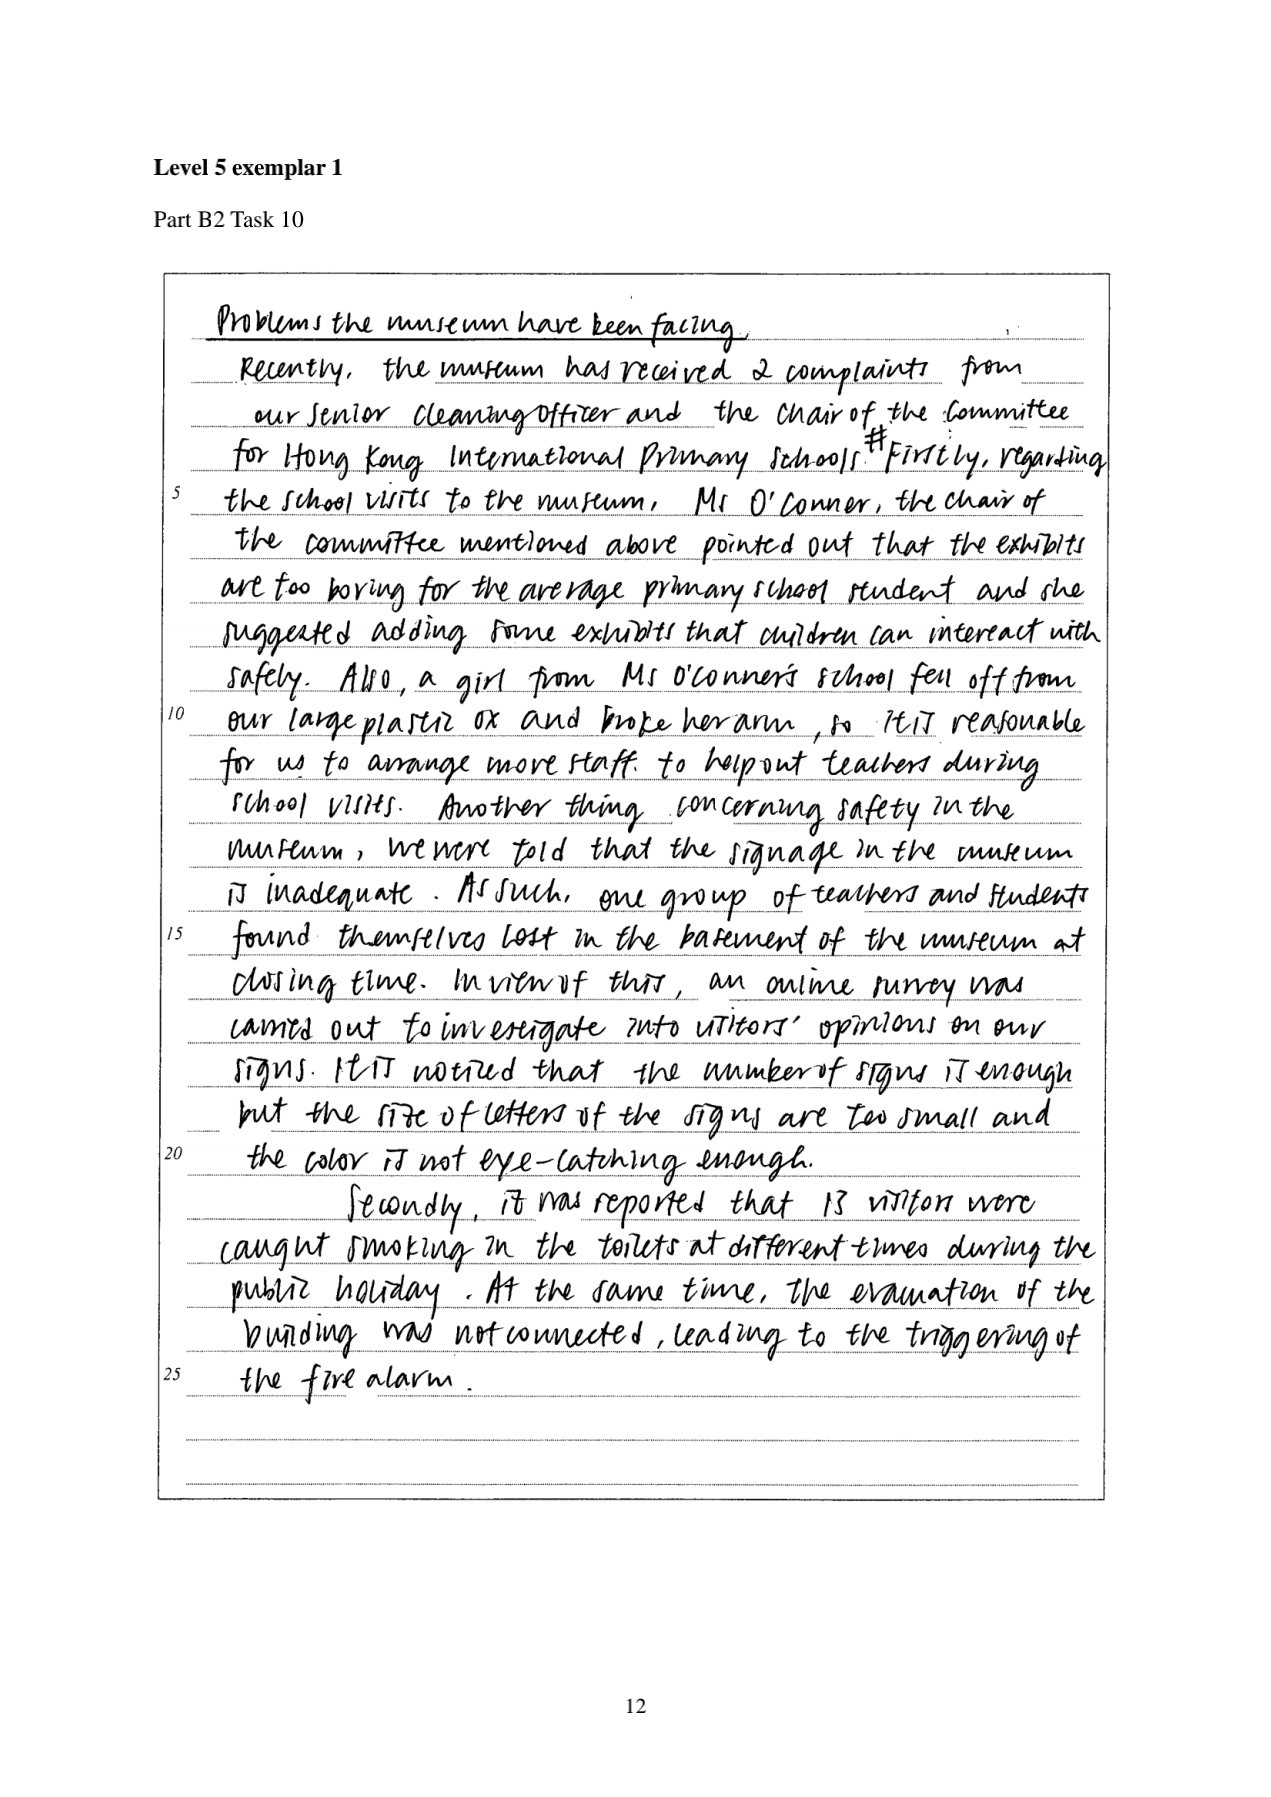 Level 5 exemplar 1
Part B2 Task 10
Problems the museum have been facing
Recently, the museum has received 2 complaints from
our Senior Cleaning Officer and the Chair of the Committee
for Hong Kong International Primary Schools. # Firstly, regarding
5 the school visits to the museum, Ms O'Conner, the chair of
the committee mentioned above pointed out that the exhibits
are too boring for the average primary school student and she
suggested adding some exhibits that children can intereact with
safely. Also, a girl from Ms O'Conner's school fell off from
10 our large plastic ox and broke her arm, so it is reasonable
for us to arrange more staff to help out teachers during
school visits. Another thing concerning safety in the
museum, we were told that the signage in the museum
is inadequate. As such, one group of teachers and students
15 found themselves lost in the basement of the museum at
closing time. In view of this, an online survey was
carried out to investigate into visitors' opinions on our
signs. It is noticed that the number of signs is enough
but the size of letters of the signs are too small and
20 the color is not eye-catching enough.
Secondly, it was reported that 13 visitors were
caught smoking in the toilets at different times during the
public holiday. At the same time, the evacuation of the
building was not connected, leading to the triggering of
25 the fire alarm.
12